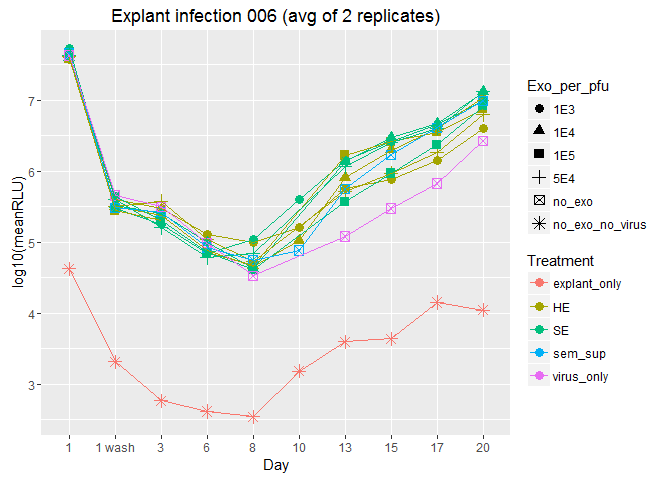 Explant infection 006 (avg of 2 replicates)
log10(meanRLU)
7
6
5
4
3
1 1 wash 3 6 8 10 13 15 17 20
Day
Exo_per_pfu
1E3
1E4
1E5
5E4
no_exo
no_exo_no_virus
Treatment
explant_only
HE
SE
sem_sup
virus_only